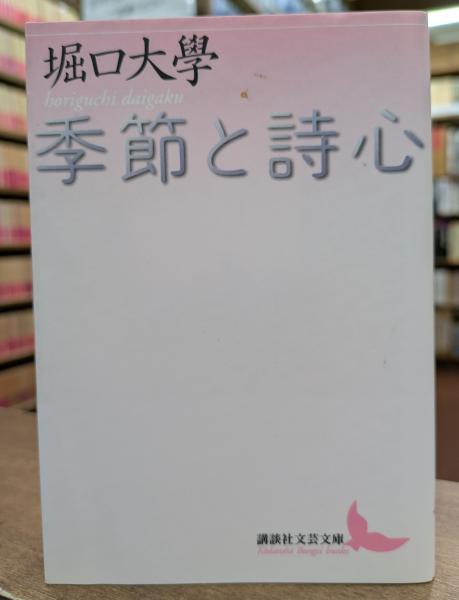 堀口大學
horiguchi daigaku
季節と詩心
講談社文芸文庫
Kodansha Bungei bunko